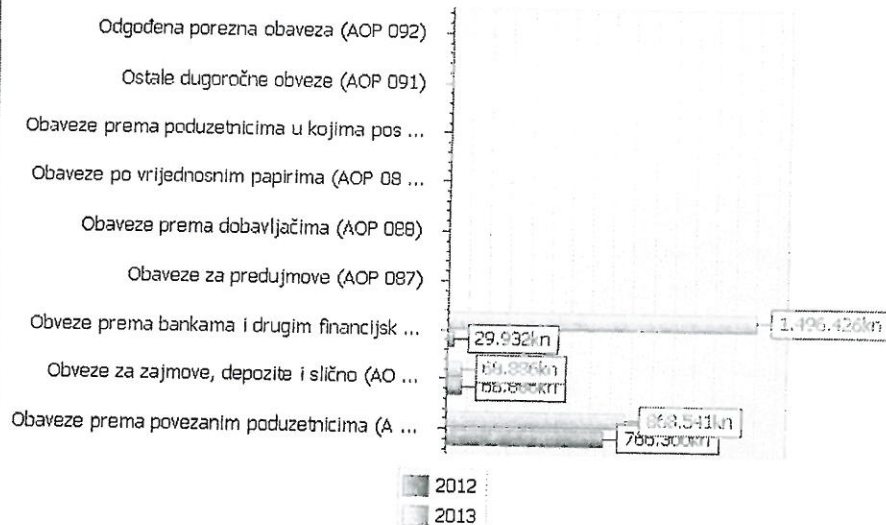 Odgođena porezna obaveza (AOP 092)
Ostale dugoročne obveze (AOP 091)
Obaveze prema poduzetnicima u kojima pos ...
Obaveze po vrijednosnim papirima (AOP 08 ...
Obaveze prema dobavljačima (AOP 088)
Obaveze za predujmove (AOP 087)
Obveze prema bankama i drugim financijsk ...
1.496.426kn
29.932kn
Obveze za zajmove, depozite i slično (AO ...
Obaveze prema povezanim poduzetnicima (A ...
2012
2013